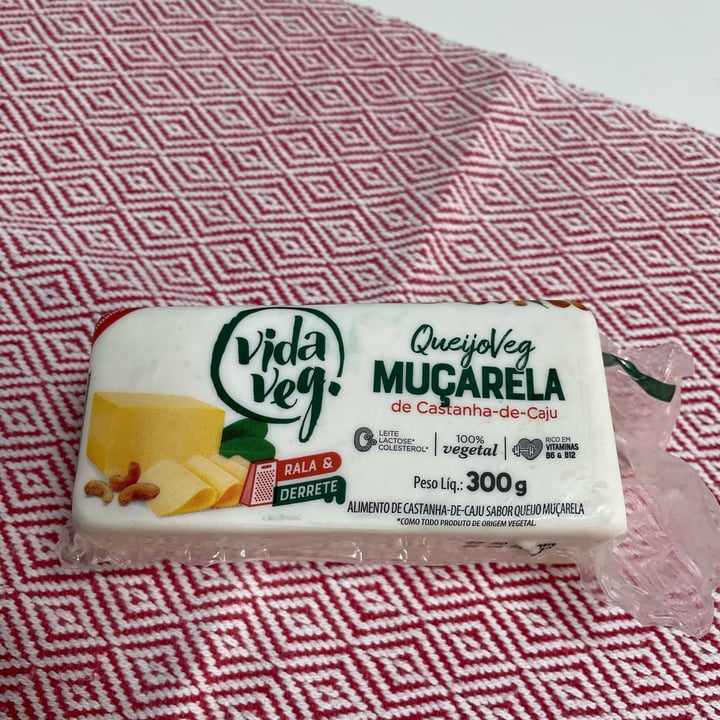 vida
veg.
QueijoVeg
MUÇARELA
de Castanha-de-Caju
0%
LEITE
LACTOSE*
COLESTEROL*
100%
vegetal
RICO EM
VITAMINAS
B6 & B12
RALA &
DERRETE
Peso Líq.: 300 g
ALIMENTO DE CASTANHA-DE-CAJU SABOR QUEIJO MUÇARELA
*COMO TODO PRODUTO DE ORIGEM VEGETAL.